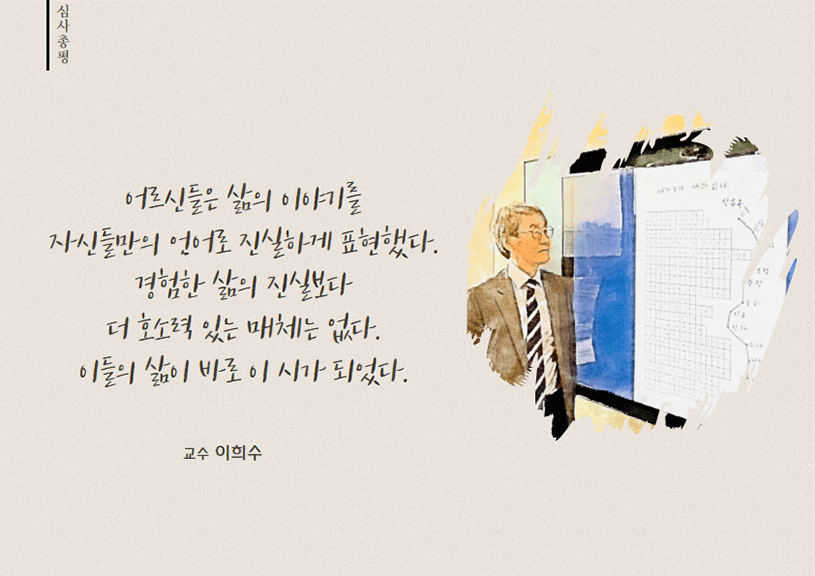 심사총평
어르신들은 삶의 이야기를
자신들만의 언어로 진실하게 표현했다.
경험한 삶의 진실보다
더 호소력 있는 매체는 없다.
이들의 삶이 바로 이 시가 되었다.
교수 이희수